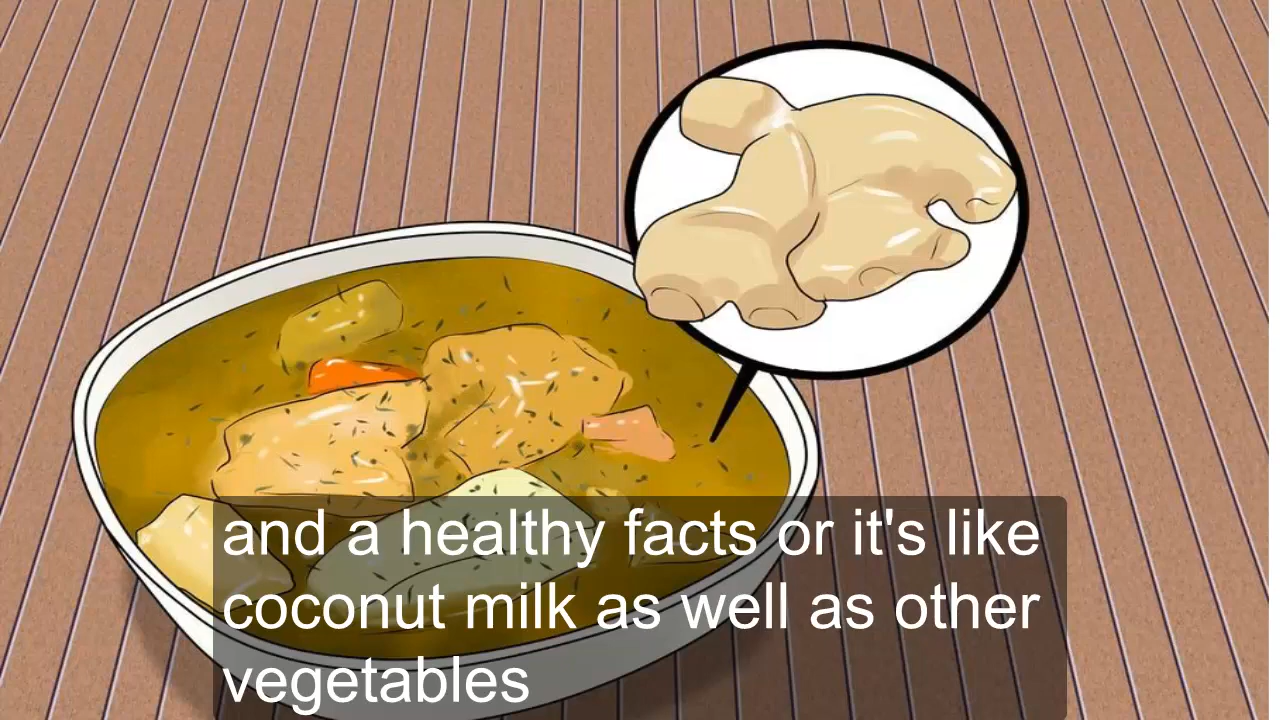 and a healthy facts or it's like
coconut milk as well as other
vegetables